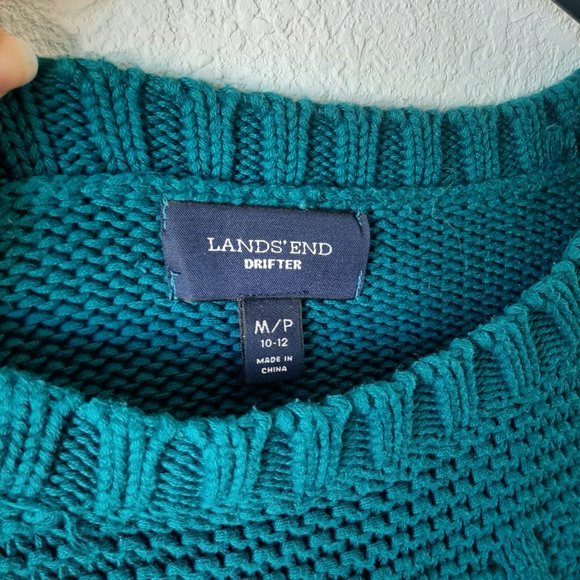 LANDS' END
DRIFTER
M/P
10-12
MADE IN
CHINA